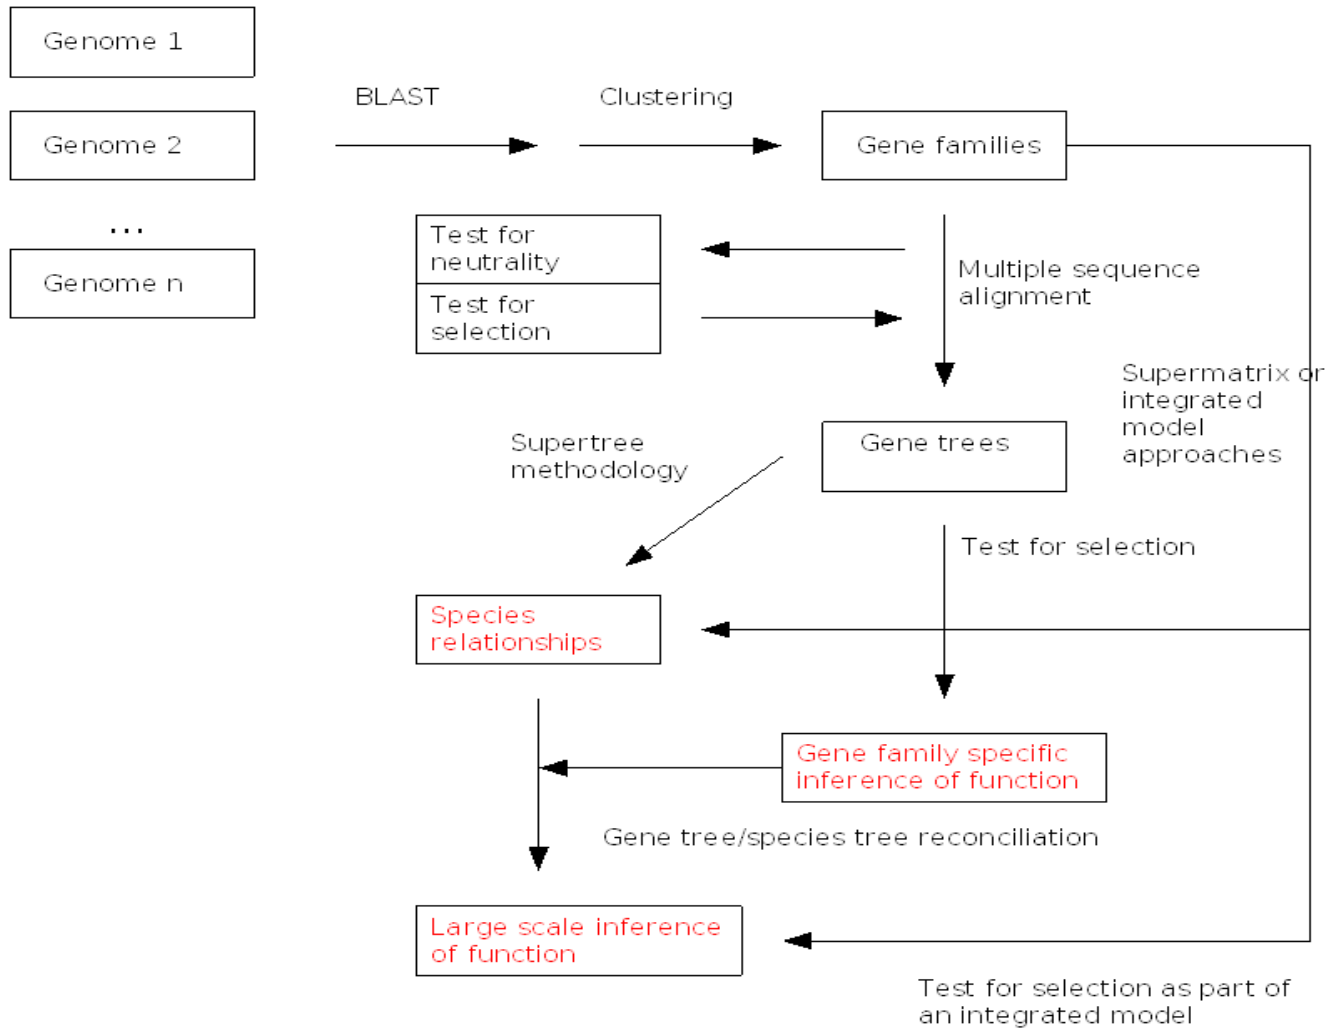 Genome 1
BLAST
Clustering
Genome 2
Gene families
...
Test for
neutrality
Genome n
Test for
selection
Multiple sequence
alignment
Supermatrix or
integrated
model
approaches
Supertree
methodology
Gene trees
Test for selection
Species
relationships
Gene family specific
inference of function
Gene tree/species tree reconciliation
Large scale inference
of function
Test for selection as part of
an integrated model